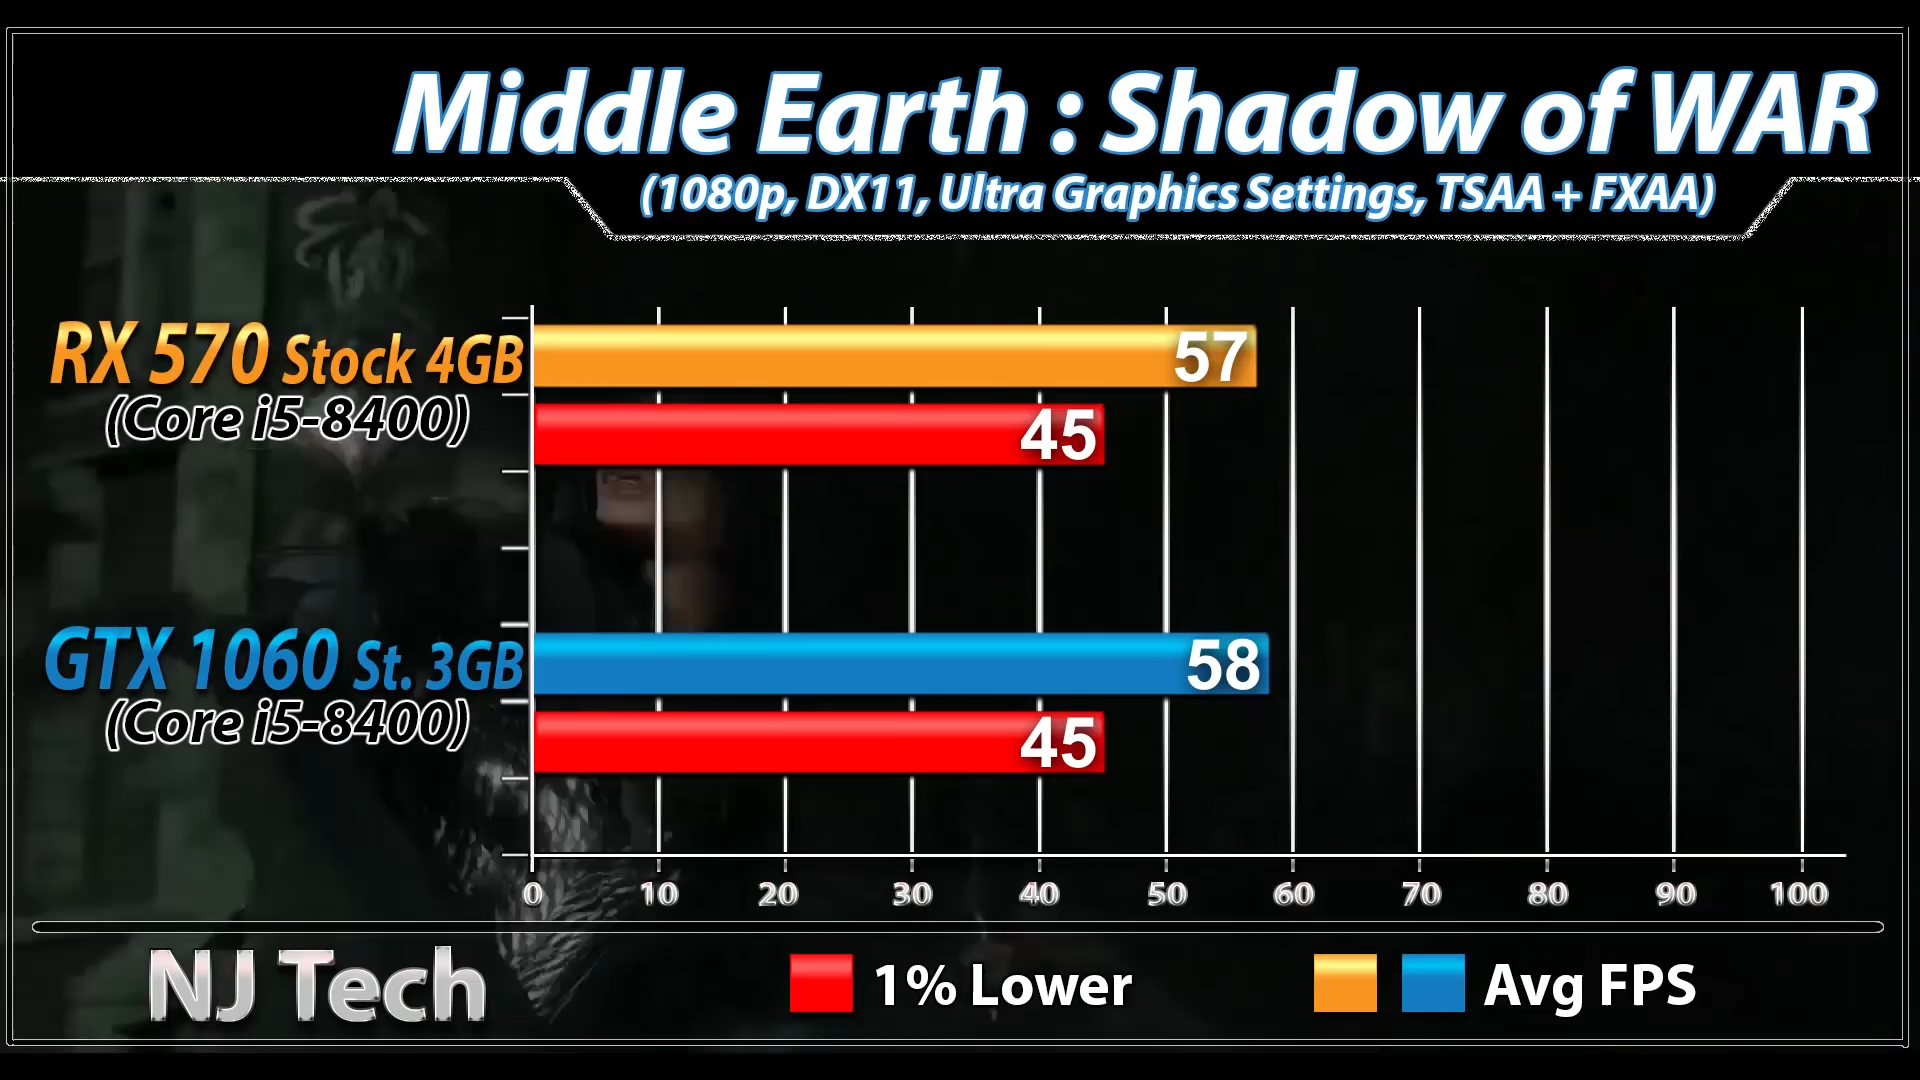 Middle Earth : Shadow of WAR
(1080p, DX11, Ultra Graphics Settings, TSAA + FXAA)
RX 570 Stock 4GB
(Core i5-8400)
57
45
GTX 1060 St. 3GB
(Core i5-8400)
58
45
0 10 20 30 40 50 60 70 80 90 100
NJ Tech
1% Lower
Avg FPS